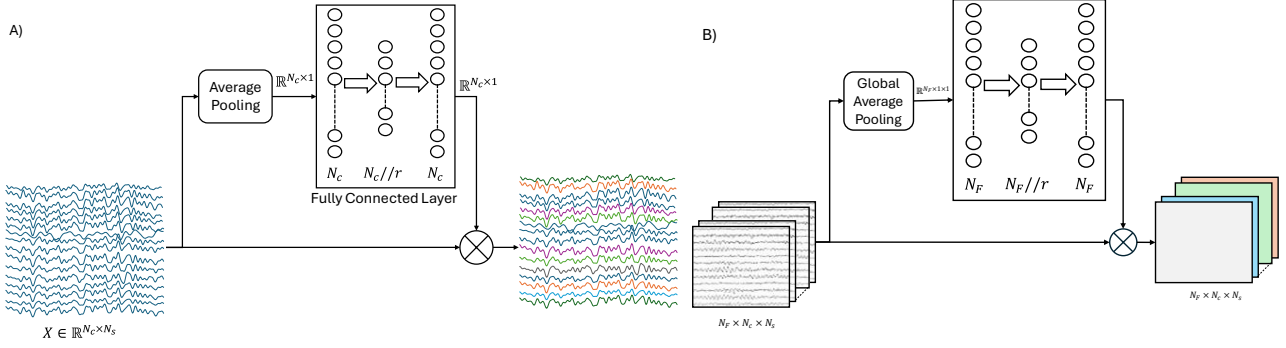 A)
Average
Pooling
ℝ^{N_c×1}
N_c
N_c//r
N_c
Fully Connected Layer
ℝ^{N_c×1}
X ∈ ℝ^{N_c×N_s}
B)
Global
Average
Pooling
ℝ^{N_F×1×1}
N_F
N_F//r
N_F
N_F × N_c × N_s
N_F × N_c × N_s